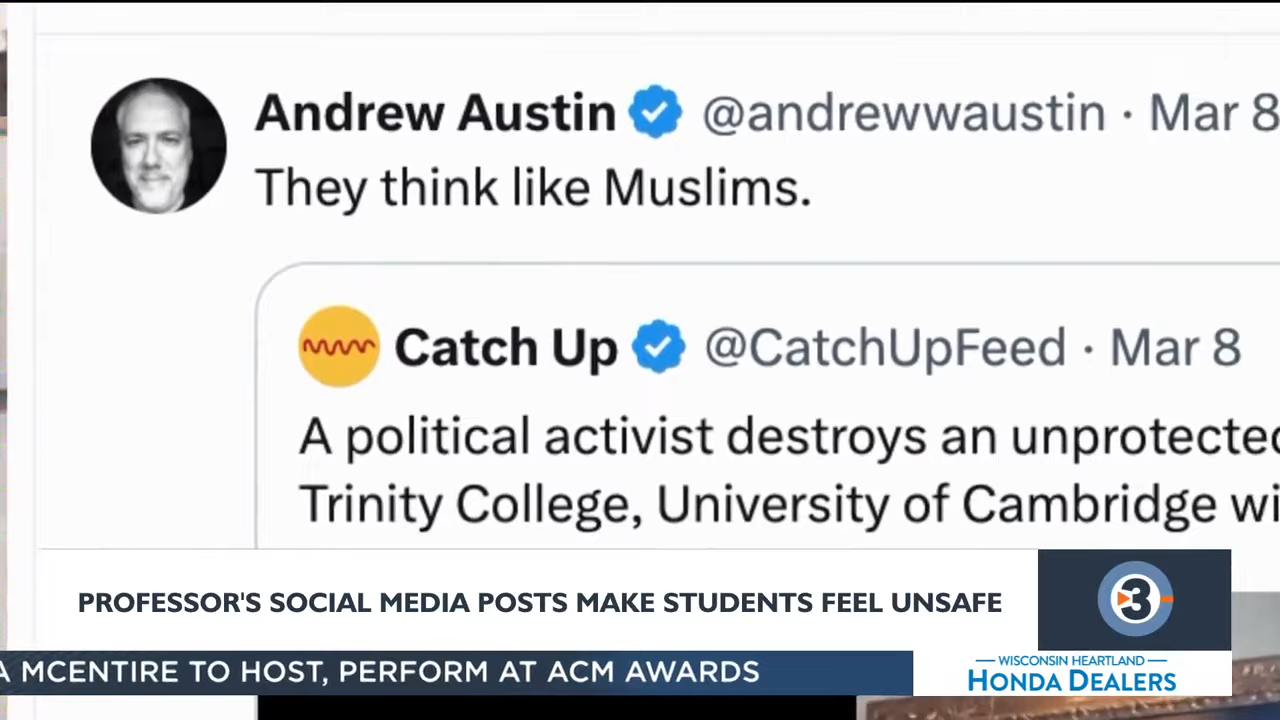 Andrew Austin @andrewwaustin · Mar 8
They think like Muslims.
Catch Up @CatchUpFeed · Mar 8
A political activist destroys an unprotected
Trinity College, University of Cambridge wi
PROFESSOR'S SOCIAL MEDIA POSTS MAKE STUDENTS FEEL UNSAFE
3
A MCENTIRE TO HOST, PERFORM AT ACM AWARDS
WISCONSIN HEARTLAND
HONDA DEALERS